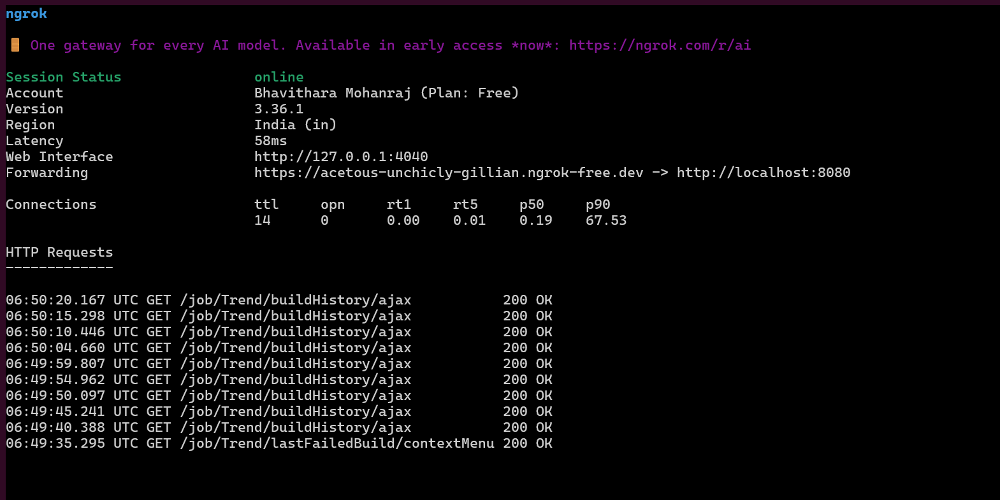 ngrok
One gateway for every AI model. Available in early access *now*: https://ngrok.com/r/ai
Session Status online
Account Bhavithara Mohanraj (Plan: Free)
Version 3.36.1
Region India (in)
Latency 58ms
Web Interface http://127.0.0.1:4040
Forwarding https://acetous-unchicly-gillian.ngrok-free.dev -> http://localhost:8080
Connections ttl opn rt1 rt5 p50 p90
14 0 0.00 0.01 0.19 67.53
HTTP Requests
-------------
06:50:20.167 UTC GET /job/Trend/buildHistory/ajax 200 OK
06:50:15.298 UTC GET /job/Trend/buildHistory/ajax 200 OK
06:50:10.446 UTC GET /job/Trend/buildHistory/ajax 200 OK
06:50:04.660 UTC GET /job/Trend/buildHistory/ajax 200 OK
06:49:59.807 UTC GET /job/Trend/buildHistory/ajax 200 OK
06:49:54.962 UTC GET /job/Trend/buildHistory/ajax 200 OK
06:49:50.097 UTC GET /job/Trend/buildHistory/ajax 200 OK
06:49:45.241 UTC GET /job/Trend/buildHistory/ajax 200 OK
06:49:40.388 UTC GET /job/Trend/buildHistory/ajax 200 OK
06:49:35.295 UTC GET /job/Trend/lastFailedBuild/contextMenu 200 OK